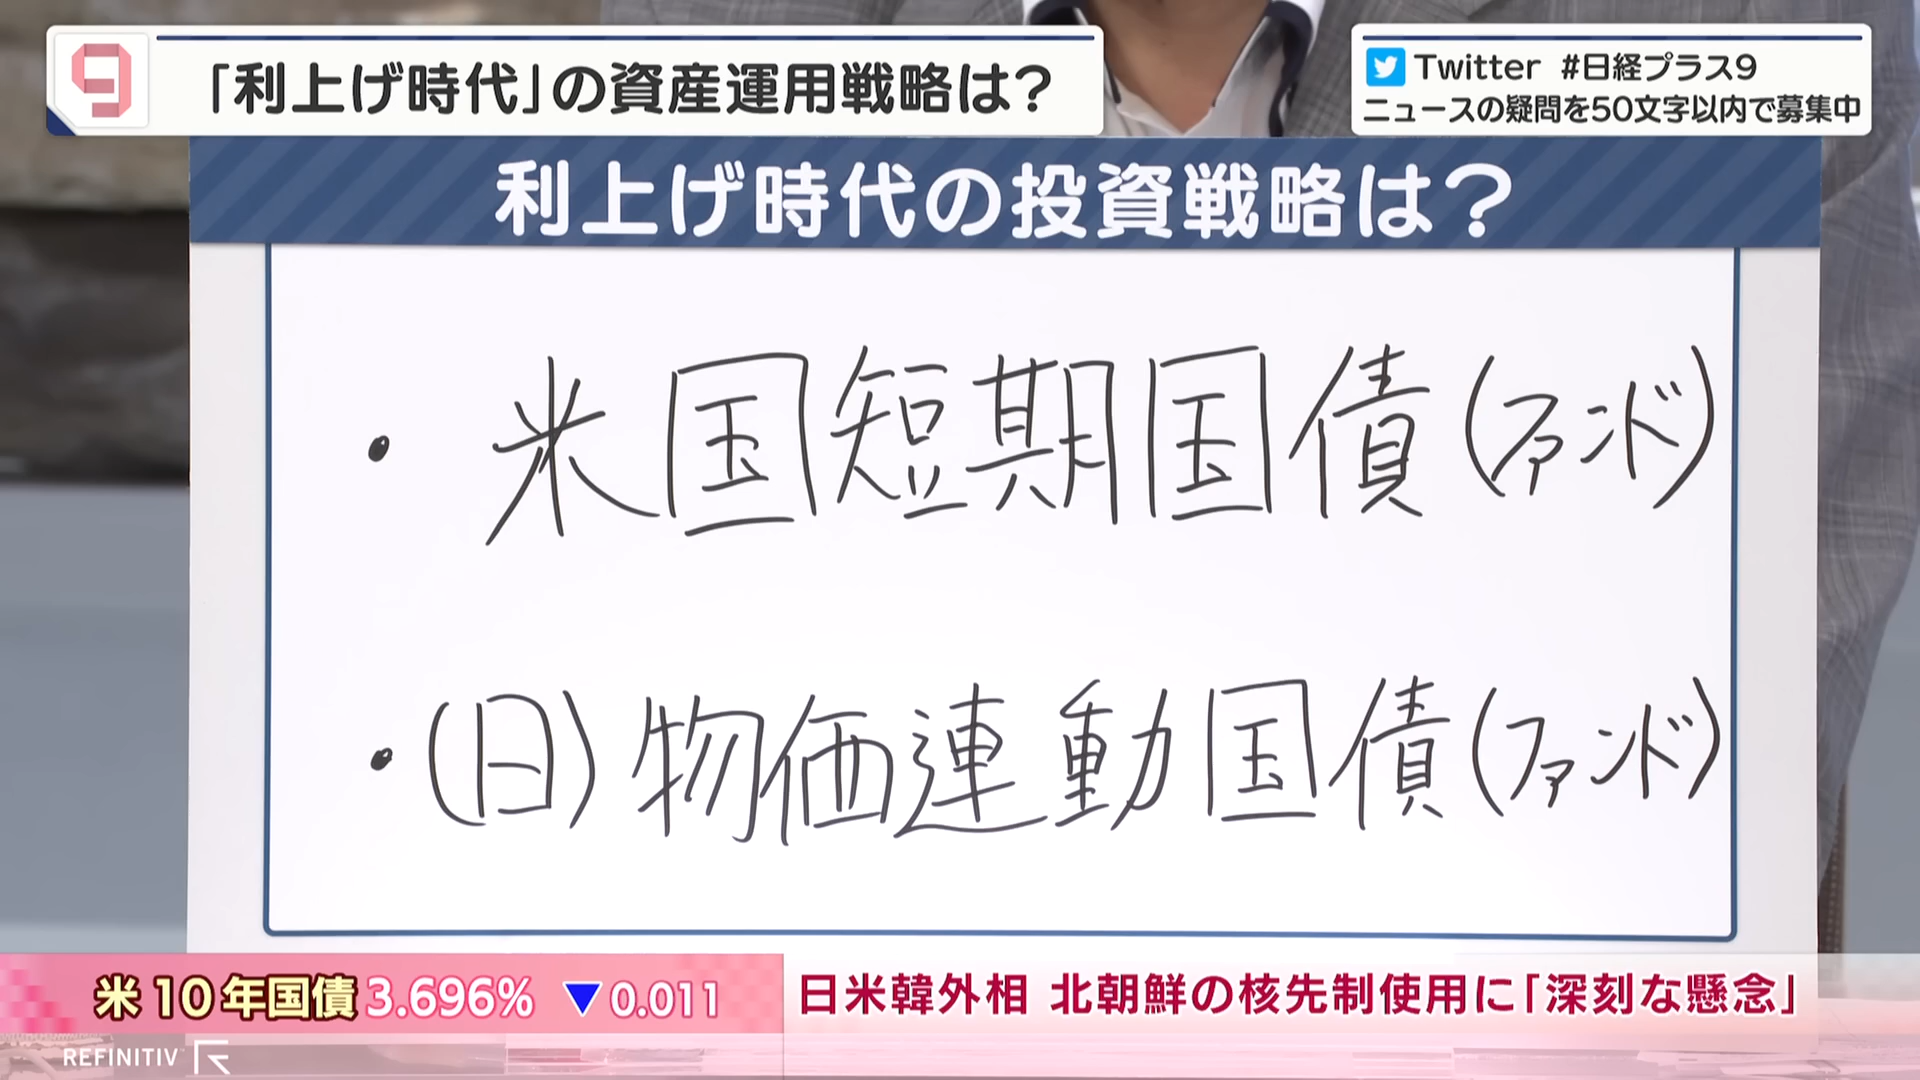 「利上げ時代」の資産運用戦略は?
Twitter #日経プラス9
ニュースの疑問を50文字以内で募集中
利上げ時代の投資戦略は?
・米国短期国債(ファンド)
・(日)物価連動国債(ファンド)
米10年国債 3.696% ▼0.011
日米韓外相 北朝鮮の核先制使用に「深刻な懸念」
REFINITIV